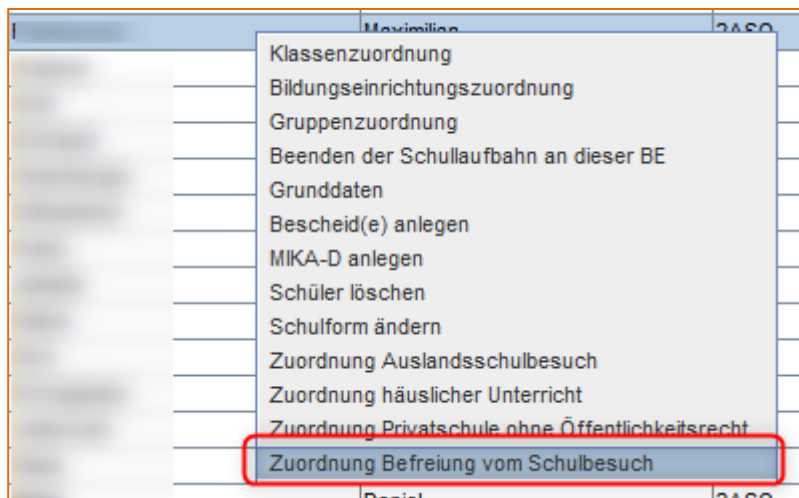 Maximilian 2ASO
Klassenzuordnung
Bildungseinrichtungszuordnung
Gruppenzuordnung
Beenden der Schullaufbahn an dieser BE
Grunddaten
Bescheid(e) anlegen
MIKA-D anlegen
Schüler löschen
Schulform ändern
Zuordnung Auslandsschulbesuch
Zuordnung häuslicher Unterricht
Zuordnung Privatschule ohne Öffentlichkeitsrecht
Zuordnung Befreiung vom Schulbesuch
Daniel 2ASO